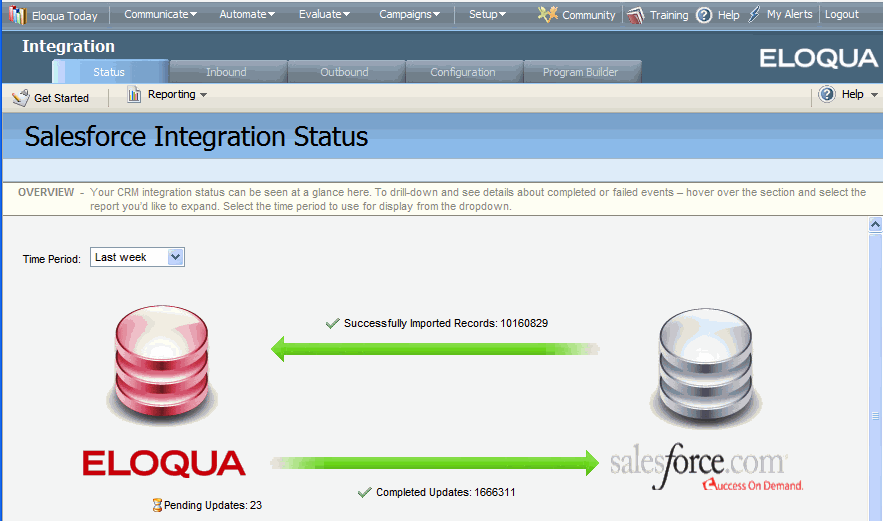 Eloqua Today Communicate Automate Evaluate Campaigns Setup Community Training Help My Alerts Logout
Integration
ELOQUA
Status Inbound Outbound Configuration Program Builder
Get Started Reporting Help
Salesforce Integration Status
OVERVIEW - Your CRM integration status can be seen at a glance here. To drill-down and see details about completed or failed events – hover over the section and select the
report you'd like to expand. Select the time period to use for display from the dropdown.
Time Period: Last week
Successfully Imported Records: 10160829
ELOQUA
salesforce.com
Success On Demand.
Completed Updates: 1666311
Pending Updates: 23